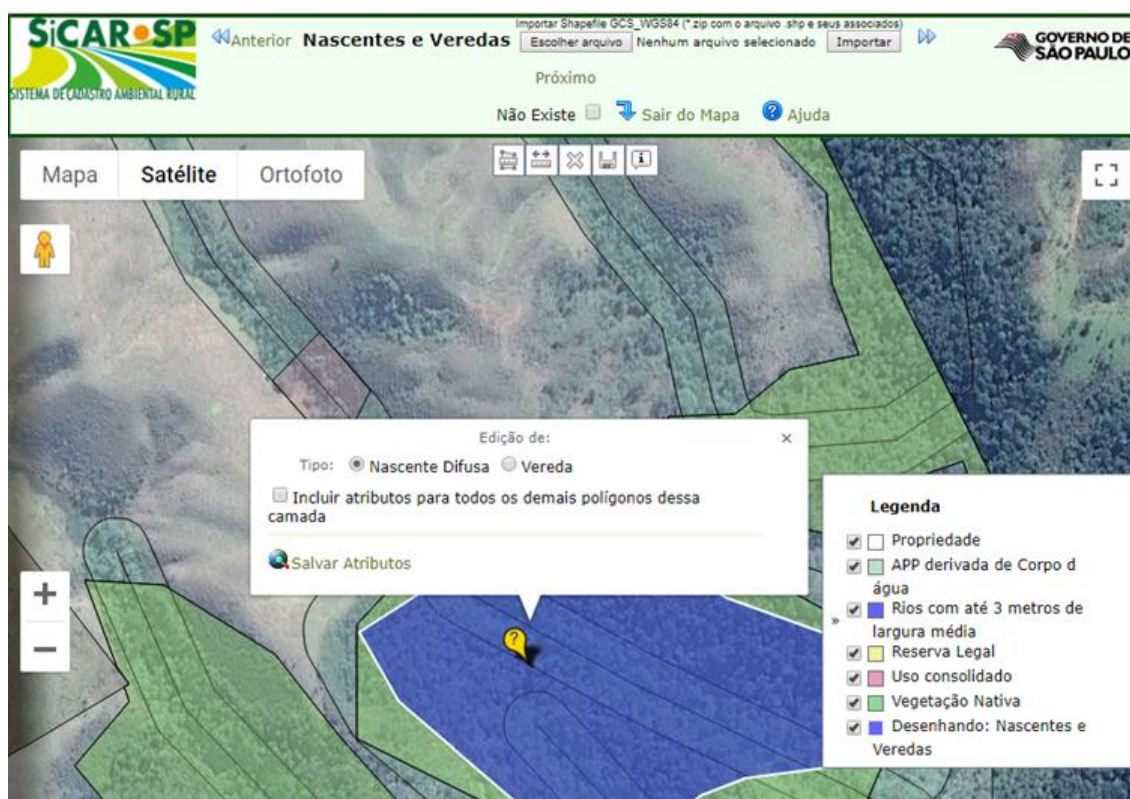 SiCAR SP
SISTEMA DE CADASTRO AMBIENTAL RURAL
Anterior Nascentes e Veredas
Importar Shapefile GCS_WGS84 (*.zip com o arquivo .shp e seus associados)
Escolher arquivo Nenhum arquivo selecionado Importar
Próximo
Não Existe Sair do Mapa ? Ajuda
GOVERNO DE
SÃO PAULO
Mapa Satélite Ortofoto
Edição de: ×
Tipo: Nascente Difusa Vereda
Incluir atributos para todos os demais polígonos dessa
camada
Salvar Atributos
?
+
−
Legenda
Propriedade
APP derivada de Corpo d
água
Rios com até 3 metros de
largura média
»
Reserva Legal
Uso consolidado
Vegetação Nativa
Desenhando: Nascentes e
Veredas